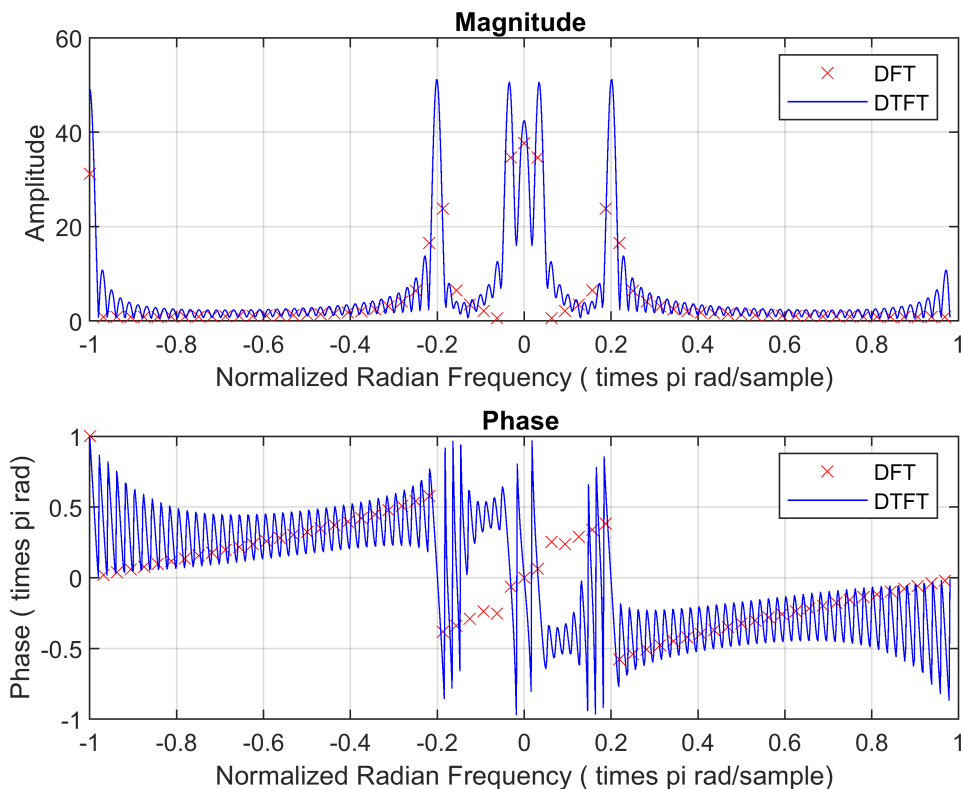 Magnitude
60
40
20
0
Amplitude
DFT
DTFT
-1 -0.8 -0.6 -0.4 -0.2 0 0.2 0.4 0.6 0.8 1
Normalized Radian Frequency ( times pi rad/sample)
Phase
1
0.5
0
-0.5
-1
Phase ( times pi rad)
DFT
DTFT
-1 -0.8 -0.6 -0.4 -0.2 0 0.2 0.4 0.6 0.8 1
Normalized Radian Frequency ( times pi rad/sample)